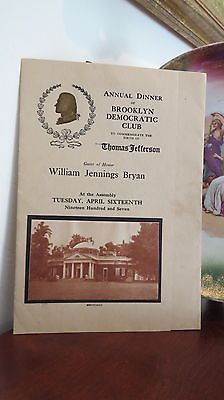 ANNUAL DINNER
OF
BROOKLYN
DEMOCRATIC
CLUB
TO COMMEMORATE THE
BIRTH OF
Thomas Jefferson
Guest of Honor
William Jennings Bryan
At the Assembly
TUESDAY, APRIL SIXTEENTH
Nineteen Hundred and Seven
MONTICELLO